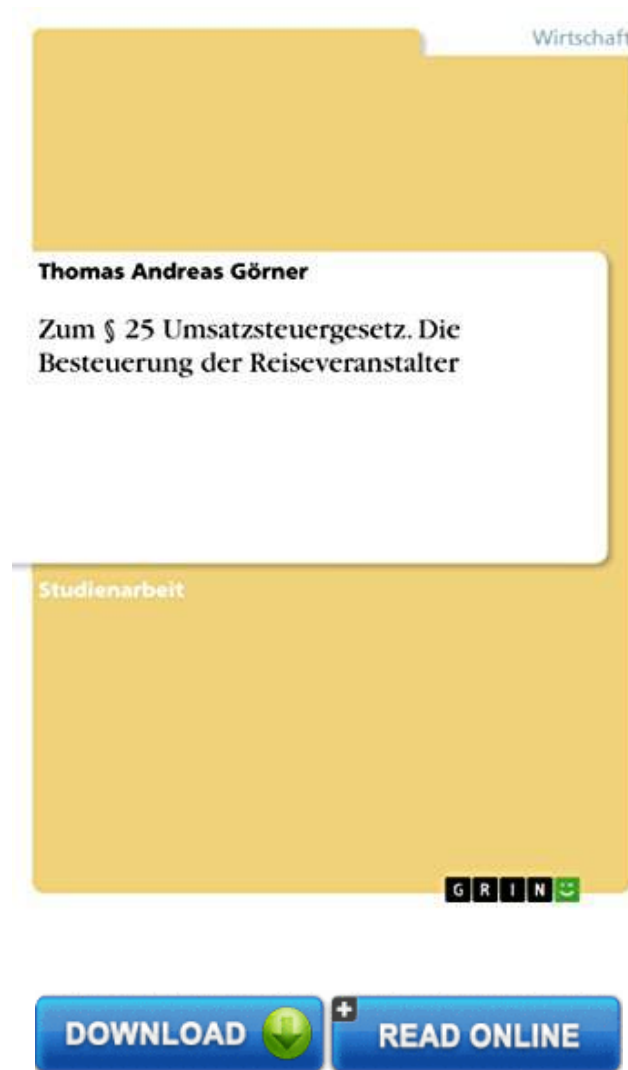 Wirtschaft
Thomas Andreas Görner
Zum § 25 Umsatzsteuergesetz. Die
Besteuerung der Reiseveranstalter
Studienarbeit
GRIN
DOWNLOAD
READ ONLINE